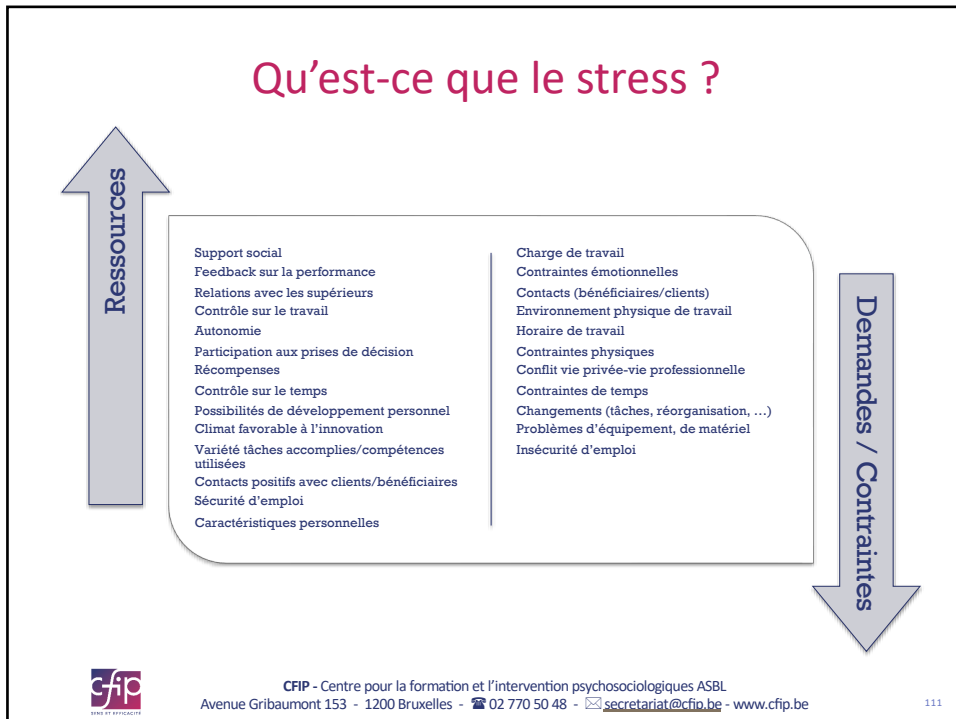 Qu'est-ce que le stress ?
Ressources
Support social
Feedback sur la performance
Relations avec les supérieurs
Contrôle sur le travail
Autonomie
Participation aux prises de décision
Récompenses
Contrôle sur le temps
Possibilités de développement personnel
Climat favorable à l'innovation
Variété tâches accomplies/compétences
utilisées
Contacts positifs avec clients/bénéficiaires
Sécurité d'emploi
Caractéristiques personnelles
Charge de travail
Contraintes émotionnelles
Contacts (bénéficiaires/clients)
Environnement physique de travail
Horaire de travail
Contraintes physiques
Conflit vie privée-vie professionnelle
Contraintes de temps
Changements (tâches, réorganisation, …)
Problèmes d'équipement, de matériel
Insécurité d'emploi
Demandes / Contraintes
cfip
SENS ET EFFICACITÉ
CFIP - Centre pour la formation et l'intervention psychosociologiques ASBL
Avenue Gribaumont 153 - 1200 Bruxelles - ☎ 02 770 50 48 - ✉ secretariat@cfip.be - www.cfip.be
111